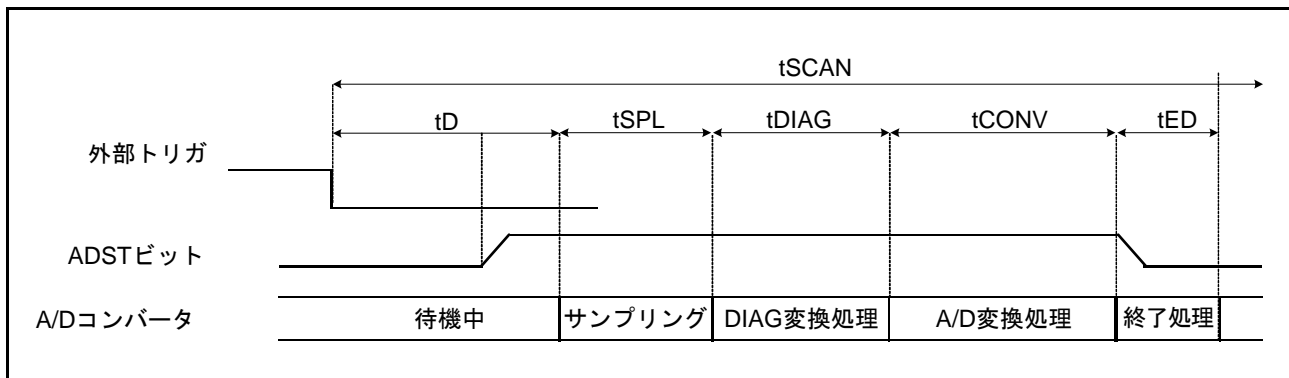 tSCAN
tD tSPL tDIAG tCONV tED
外部トリガ
ADSTビット
A/Dコンバータ 待機中 サンプリング DIAG変換処理 A/D変換処理 終了処理